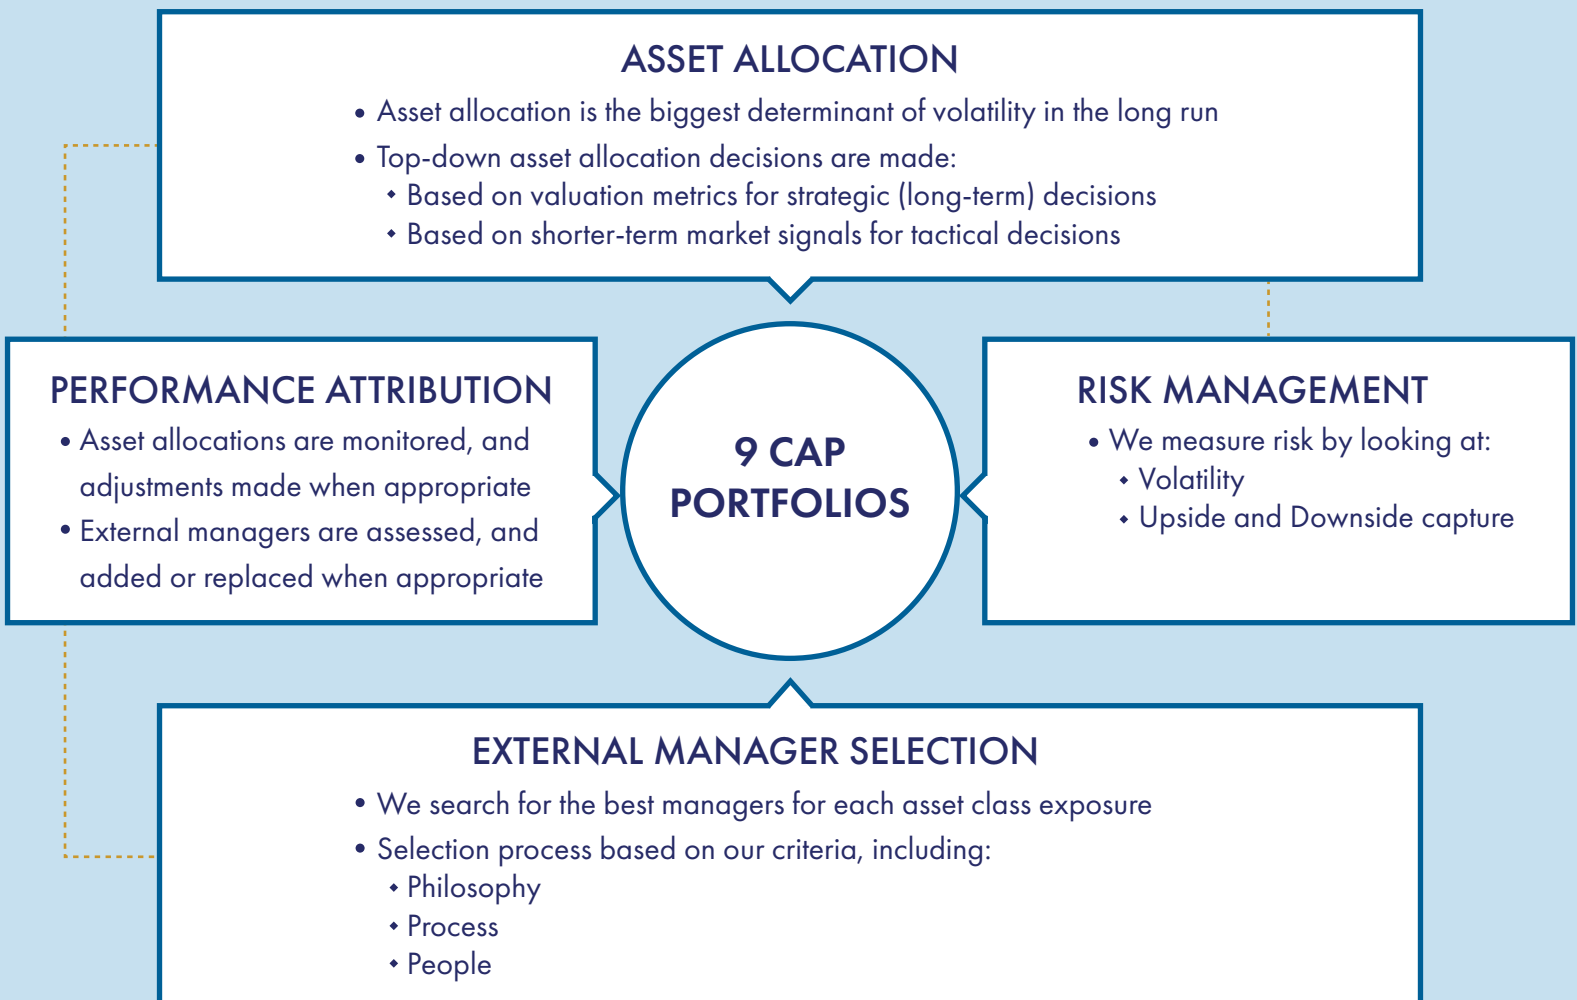 ASSET ALLOCATION
• Asset allocation is the biggest determinant of volatility in the long run
• Top-down asset allocation decisions are made:
⬩ Based on valuation metrics for strategic (long-term) decisions
⬩ Based on shorter-term market signals for tactical decisions
PERFORMANCE ATTRIBUTION
• Asset allocations are monitored, and
adjustments made when appropriate
• External managers are assessed, and
added or replaced when appropriate
9 CAP
PORTFOLIOS
RISK MANAGEMENT
• We measure risk by looking at:
⬩ Volatility
⬩ Upside and Downside capture
EXTERNAL MANAGER SELECTION
• We search for the best managers for each asset class exposure
• Selection process based on our criteria, including:
⬩ Philosophy
⬩ Process
⬩ People